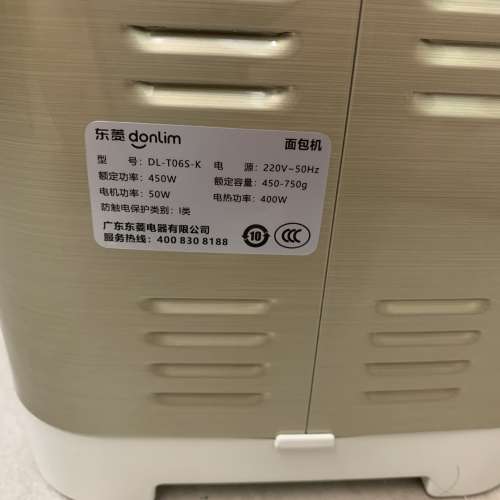 东菱 donlim 面包机
型 号：DL-T06S-K 电 源：220V~50Hz
额定功率：450W 额定容量：450-750g
电机功率：50W 电热功率：400W
防触电保护类别：I类
广东东菱电器有限公司
服务热线：400 830 8188
10
CCC